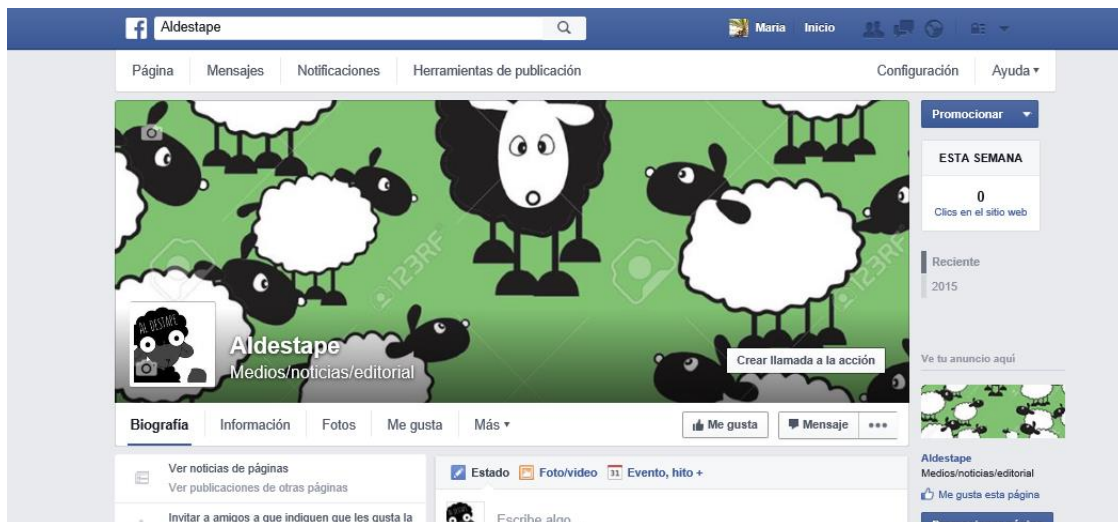 Aldestape
Maria Inicio
Página Mensajes Notificaciones Herramientas de publicación Configuración Ayuda
Promocionar
ESTA SEMANA
0
Clics en el sitio web
Reciente
2015
123RF
123RF
123RF
AL DESTAPE
Aldestape
Medios/noticias/editorial
Crear llamada a la acción
Ve tu anuncio aquí
Biografía Información Fotos Me gusta Más
Me gusta Mensaje
Aldestape
Medios/noticias/editorial
Me gusta esta página
Ver noticias de páginas
Ver publicaciones de otras páginas
Estado Foto/video 31 Evento, hito +
Invitar a amigos a que indiquen que les gusta la
Escribe algo